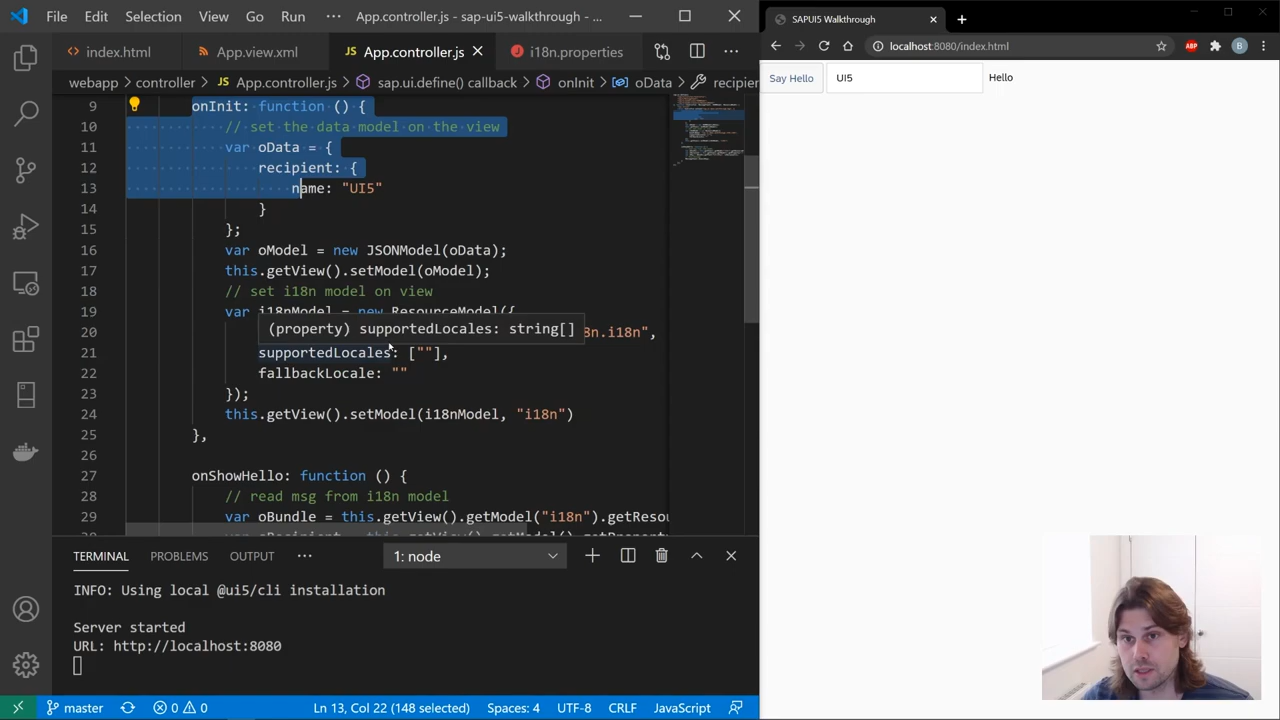 File Edit Selection View Go Run ··· App.controller.js - sap-ui5-walkthrough - ...
index.html App.view.xml App.controller.js i18n.properties
webapp > controller > App.controller.js > sap.ui.define() callback > onInit > oData > recipier
9 onInit: function () {
10 // set the data model on the view
11 var oData = {
12 recipient: {
13 name: "UI5"
14 }
15 };
16 var oModel = new JSONModel(oData);
17 this.getView().setModel(oModel);
18 // set i18n model on view
19 var i18nModel = new ResourceModel({
(property) supportedLocales: string[]
20 8n.i18n",
21 supportedLocales: [""],
22 fallbackLocale: ""
23 });
24 this.getView().setModel(i18nModel, "i18n")
25 },
26
27 onShowHello: function () {
28 // read msg from i18n model
29 var oBundle = this.getView().getModel("i18n").getResou
TERMINAL PROBLEMS OUTPUT ··· 1: node
INFO: Using local @ui5/cli installation
Server started
URL: http://localhost:8080
master 0 0 Ln 13, Col 22 (148 selected) Spaces: 4 UTF-8 CRLF JavaScript
SAPUI5 Walkthrough
localhost:8080/index.html ABP B
Say Hello UI5 Hello